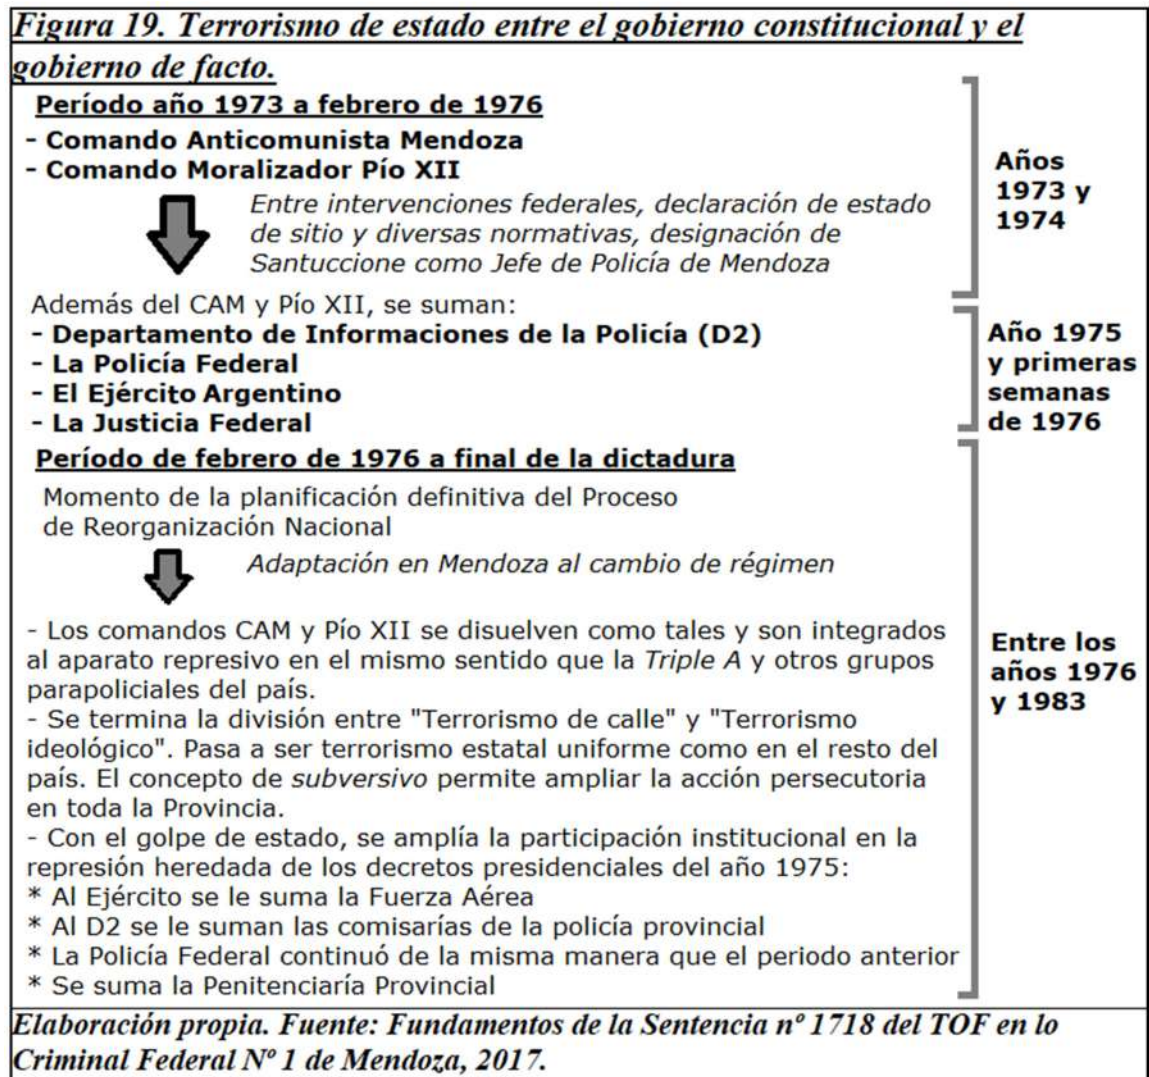 Figura 19. Terrorismo de estado entre el gobierno constitucional y el
gobierno de facto.
Período año 1973 a febrero de 1976
- Comando Anticomunista Mendoza
- Comando Moralizador Pío XII
Entre intervenciones federales, declaración de estado
de sitio y diversas normativas, designación de
Santuccione como Jefe de Policía de Mendoza
Años
1973 y
1974
Además del CAM y Pío XII, se suman:
- Departamento de Informaciones de la Policía (D2)
- La Policía Federal
- El Ejército Argentino
- La Justicia Federal
Año 1975
y primeras
semanas
de 1976
Período de febrero de 1976 a final de la dictadura
Momento de la planificación definitiva del Proceso
de Reorganización Nacional
Adaptación en Mendoza al cambio de régimen
- Los comandos CAM y Pío XII se disuelven como tales y son integrados
al aparato represivo en el mismo sentido que la Triple A y otros grupos
parapoliciales del país.
- Se termina la división entre "Terrorismo de calle" y "Terrorismo
ideológico". Pasa a ser terrorismo estatal uniforme como en el resto del
país. El concepto de subversivo permite ampliar la acción persecutoria
en toda la Provincia.
- Con el golpe de estado, se amplía la participación institucional en la
represión heredada de los decretos presidenciales del año 1975:
* Al Ejército se le suma la Fuerza Aérea
* Al D2 se le suman las comisarías de la policía provincial
* La Policía Federal continuó de la misma manera que el periodo anterior
* Se suma la Penitenciaría Provincial
Entre los
años 1976
y 1983
Elaboración propia. Fuente: Fundamentos de la Sentencia nº 1718 del TOF en lo
Criminal Federal Nº 1 de Mendoza, 2017.